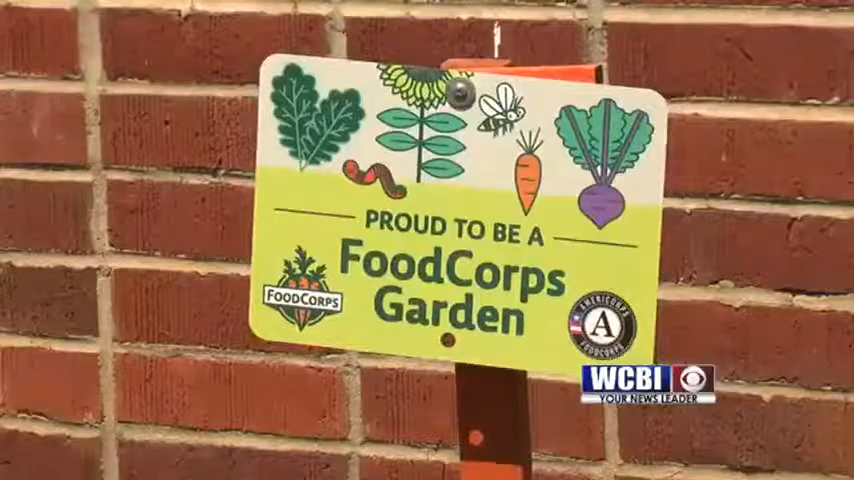 PROUD TO BE A
FoodCorps
Garden
FOODCORPS
AMERICORPS
A
FOODCORPS
WCBI
YOUR NEWS LEADER